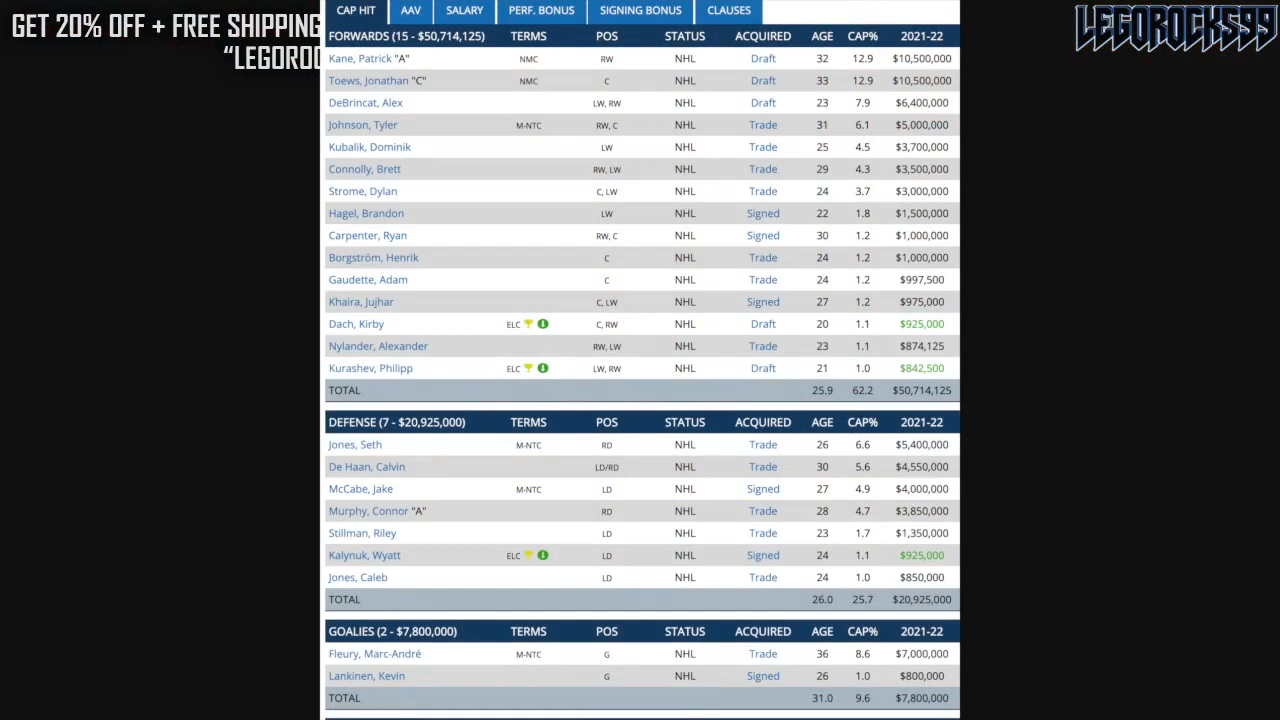 GET 20% OFF + FREE SHIPPING
"LEGOROC
LEGOROCKS99
CAP HIT AAV SALARY PERF. BONUS SIGNING BONUS CLAUSES
FORWARDS (15 - $50,714,125) TERMS POS STATUS ACQUIRED AGE CAP% 2021-22
Kane, Patrick "A" NMC RW NHL Draft 32 12.9 $10,500,000
Toews, Jonathan "C" NMC C NHL Draft 33 12.9 $10,500,000
DeBrincat, Alex LW, RW NHL Draft 23 7.9 $6,400,000
Johnson, Tyler M-NTC RW, C NHL Trade 31 6.1 $5,000,000
Kubalik, Dominik LW NHL Trade 25 4.5 $3,700,000
Connolly, Brett RW, LW NHL Trade 29 4.3 $3,500,000
Strome, Dylan C, LW NHL Trade 24 3.7 $3,000,000
Hagel, Brandon LW NHL Signed 22 1.8 $1,500,000
Carpenter, Ryan RW, C NHL Signed 30 1.2 $1,000,000
Borgström, Henrik C NHL Trade 24 1.2 $1,000,000
Gaudette, Adam C NHL Trade 24 1.2 $997,500
Khaira, Jujhar C, LW NHL Signed 27 1.2 $975,000
Dach, Kirby ELC C, RW NHL Draft 20 1.1 $925,000
Nylander, Alexander RW, LW NHL Trade 23 1.1 $874,125
Kurashev, Philipp ELC LW, RW NHL Draft 21 1.0 $842,500
TOTAL 25.9 62.2 $50,714,125
DEFENSE (7 - $20,925,000) TERMS POS STATUS ACQUIRED AGE CAP% 2021-22
Jones, Seth M-NTC RD NHL Trade 26 6.6 $5,400,000
De Haan, Calvin LD/RD NHL Trade 30 5.6 $4,550,000
McCabe, Jake M-NTC LD NHL Signed 27 4.9 $4,000,000
Murphy, Connor "A" RD NHL Trade 28 4.7 $3,850,000
Stillman, Riley LD NHL Trade 23 1.7 $1,350,000
Kalynuk, Wyatt ELC LD NHL Signed 24 1.1 $925,000
Jones, Caleb LD NHL Trade 24 1.0 $850,000
TOTAL 26.0 25.7 $20,925,000
GOALIES (2 - $7,800,000) TERMS POS STATUS ACQUIRED AGE CAP% 2021-22
Fleury, Marc-André M-NTC G NHL Trade 36 8.6 $7,000,000
Lankinen, Kevin G NHL Signed 26 1.0 $800,000
TOTAL 31.0 9.6 $7,800,000